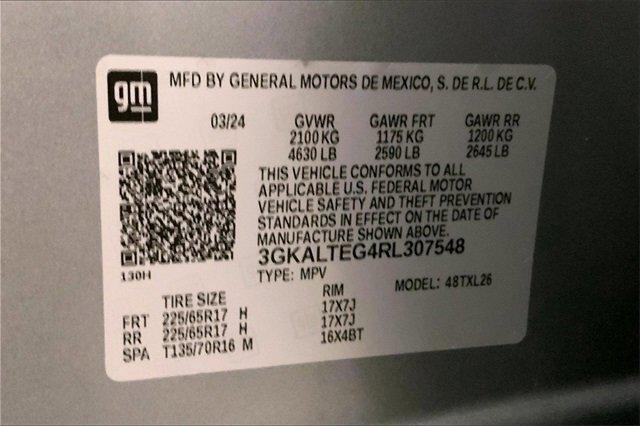 gm
MFD BY GENERAL MOTORS DE MEXICO, S. DE R.L. DE C.V.
03/24 GVWR GAWR FRT GAWR RR
2100 KG 1175 KG 1200 KG
4630 LB 2590 LB 2645 LB
THIS VEHICLE CONFORMS TO ALL
APPLICABLE U.S. FEDERAL MOTOR
VEHICLE SAFETY AND THEFT PREVENTION
STANDARDS IN EFFECT ON THE DATE OF
MANUFACTURE SHOWN ABOVE.
3GKALTEG4RL307548
130H
TYPE: MPV MODEL: 48TXL26
TIRE SIZE RIM
FRT 225/65R17 H 17X7J
RR 225/65R17 H 17X7J
SPA T135/70R16 M 16X4BT